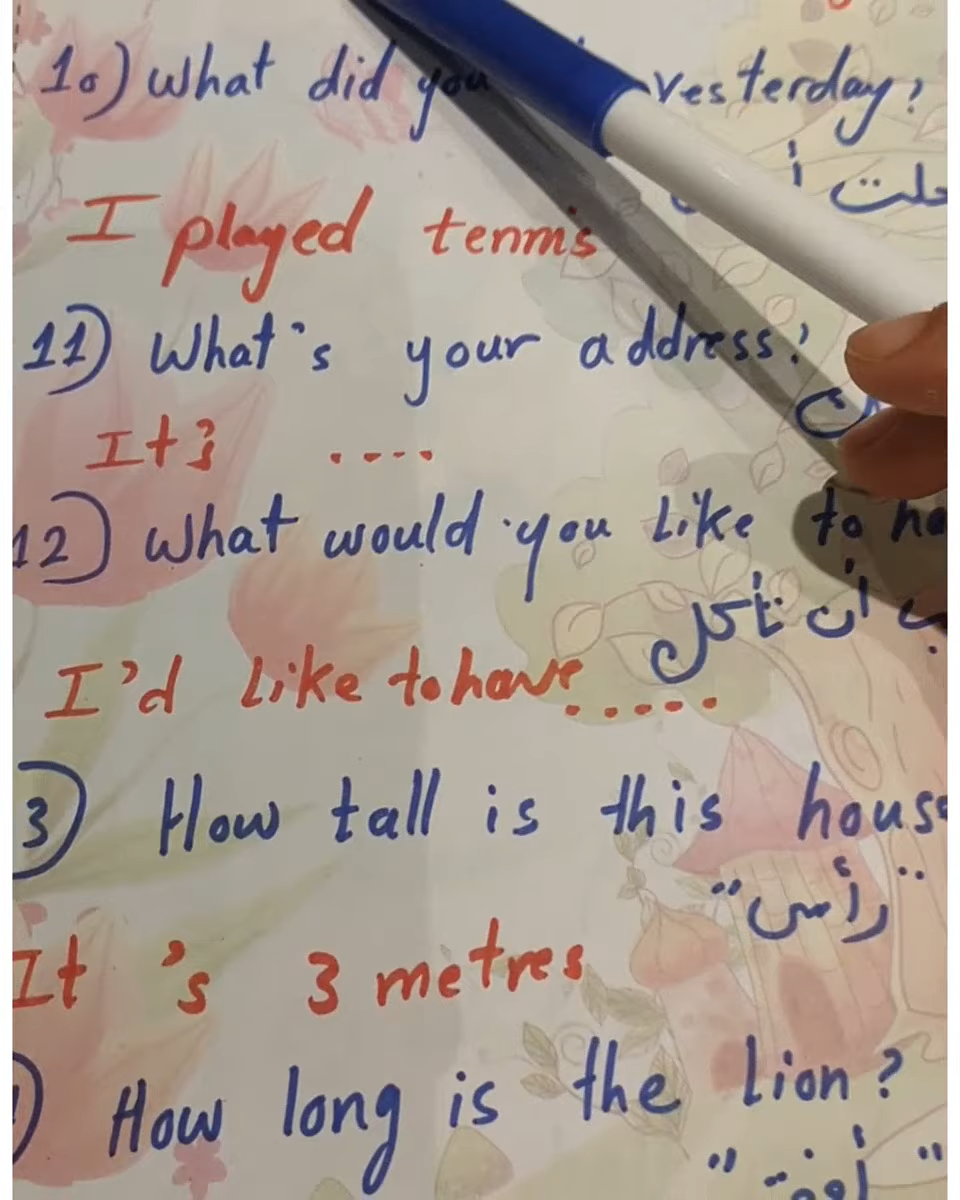 10) What did you yesterday?
I played tennis
11) What's your address?
It's ....
12) What would you like to
أن تأكل
I'd like to have .....
3) How tall is this
"رأسي"
It's 3 metres
) How long is the lion?